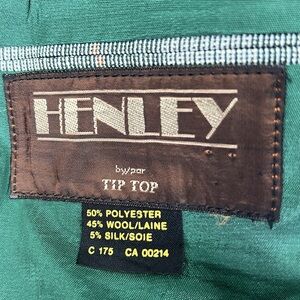 HENLEY
by/par
TIP TOP
50% POLYESTER
45% WOOL/LAINE
5% SILK/SOIE
C 175 CA 00214